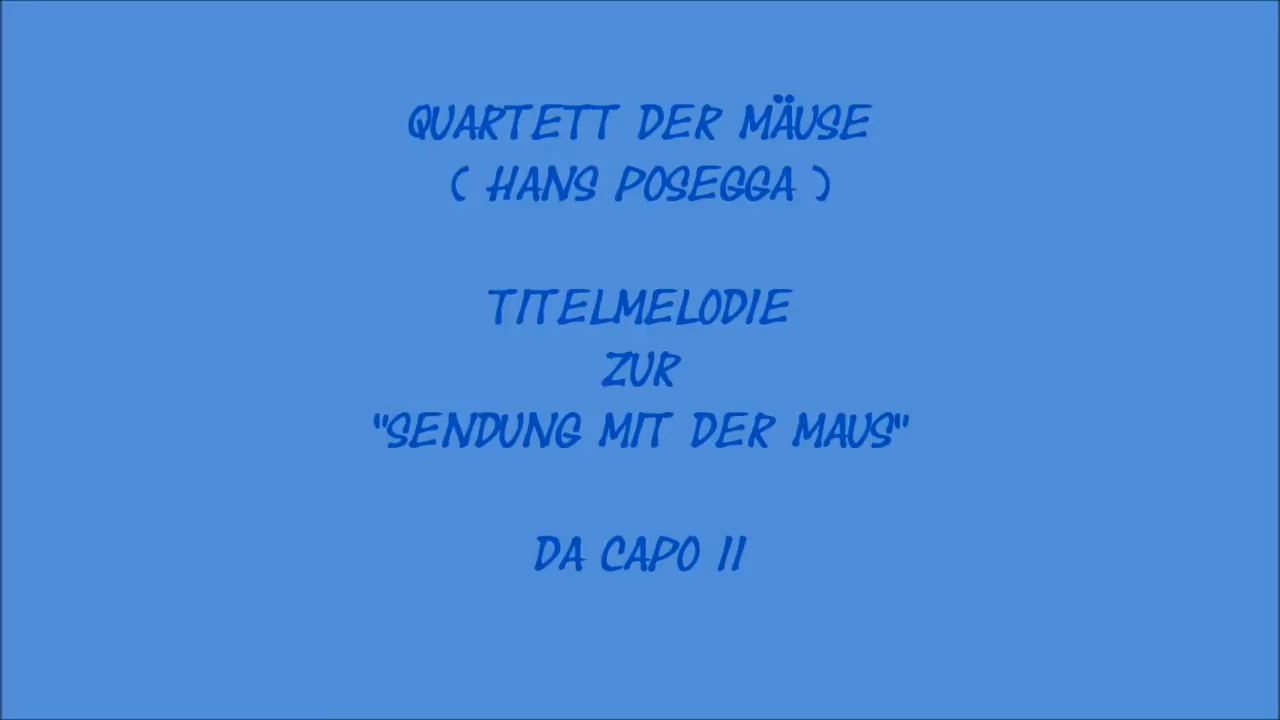 QUARTETT DER MÄUSE
( HANS POSEGGA )
TITELMELODIE
ZUR
"SENDUNG MIT DER MAUS"
DA CAPO II